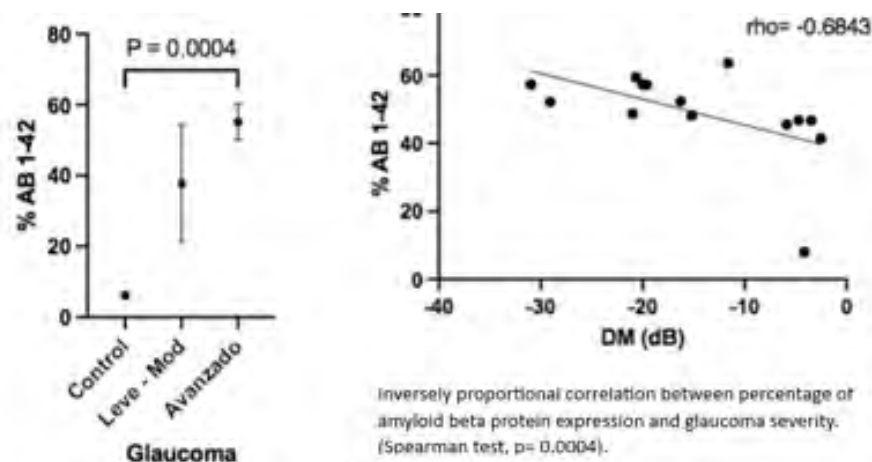 80
P = 0.0004
60
40
20
0
% AB 1-42
Control
Leve - Mod
Avanzado
Glaucoma
rho= -0.6843
60
40
20
0
% AB 1-42
-40
-30
-20
-10
0
DM (dB)
Inversely proportional correlation between percentage of
amyloid beta protein expression and glaucoma severity.
(Spearman test, p= 0.0004).